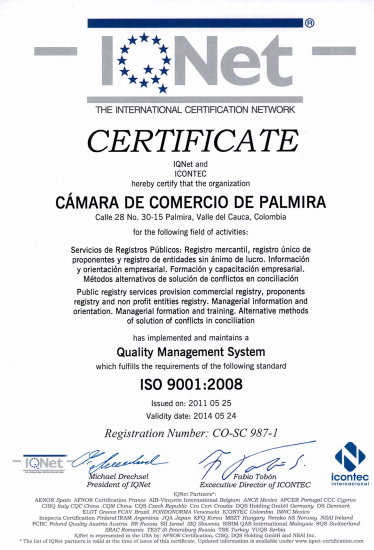 IQNet ®
THE INTERNATIONAL CERTIFICATION NETWORK
CERTIFICATE
IQNet and
ICONTEC
hereby certify that the organization
CÁMARA DE COMERCIO DE PALMIRA
Calle 28 No. 30-15 Palmira, Valle del Cauca, Colombia
for the following field of activities:
Servicios de Registros Públicos: Registro mercantil, registro único de
proponentes y registro de entidades sin ánimo de lucro. Información
y orientación empresarial. Formación y capacitación empresarial.
Métodos alternativos de solución de conflictos en conciliación
Public registry services provision commercial registry, proponents
registry and non profit entities registry. Managerial information and
orientation. Managerial formation and training. Alternative methods
of solution of conflicts in conciliation
has implemented and maintains a
Quality Management System
which fulfills the requirements of the following standard
ISO 9001:2008
Issued on: 2011 05 25
Validity date: 2014 05 24
Registration Number: CO-SC 987-1
IQNet
Michael Drechsel
President of IQNet
Fabio Tobón
Executive Director of ICONTEC
icontec
internacional
IQNet Partners*:
AENOR Spain AFNOR Certification France AIB-Vinçotte International Belgium ANCE Mexico APCER Portugal CCC Cyprus
CISQ Italy CQC China CQM China CQS Czech Republic Cro Cert Croatia DQS Holding GmbH Germany DS Denmark
ELOT Greece FCAV Brazil FONDONORMA Venezuela ICONTEC Colombia IMNC Mexico
Inspecta Certification Finland IRAM Argentina JQA Japan KFQ Korea MSZT Hungary Nemko AS Norway NSAI Ireland
PCBC Poland Quality Austria Austria RR Russia SII Israel SIQ Slovenia SIRIM QAS International Malaysia SQS Switzerland
SRAC Romania TEST St Petersburg Russia TSE Turkey YUQS Serbia
IQNet is represented in the USA by: AFNOR Certification, CISQ, DQS Holding GmbH and NSAI Inc.
* The list of IQNet partners is valid at the time of issue of this certificate. Updated information is available under www.iqnet-certification.com